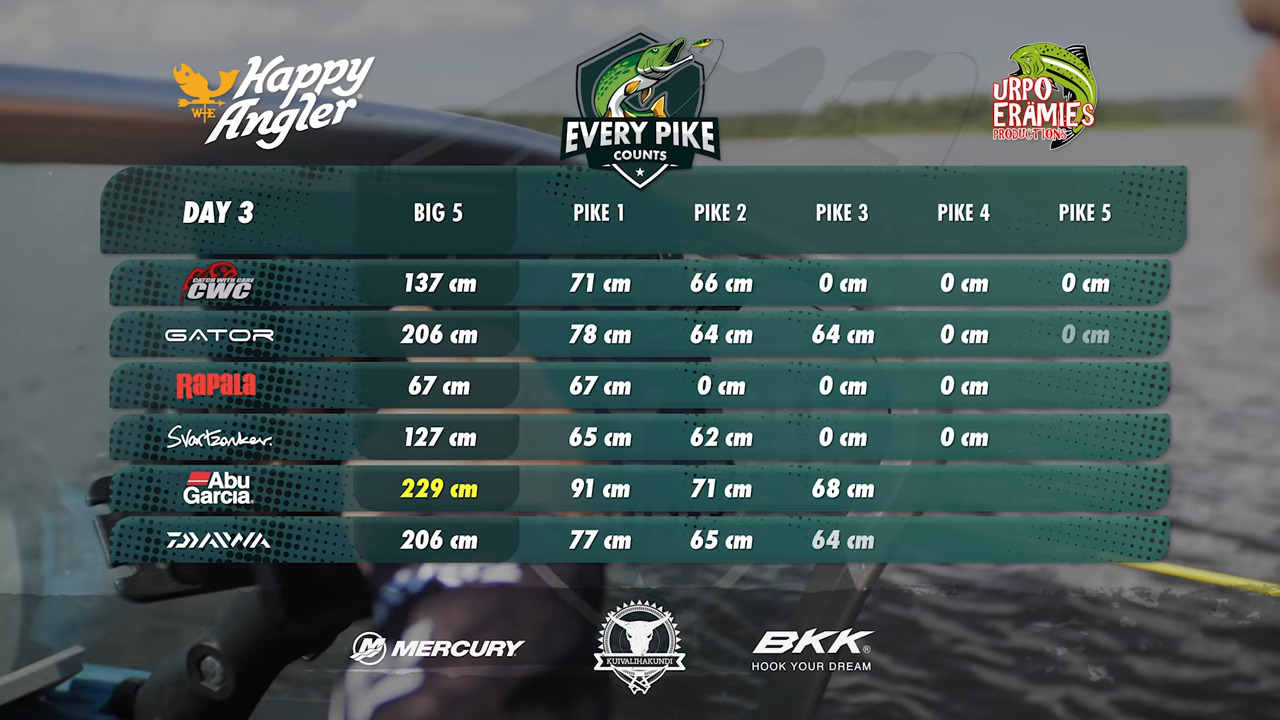 Happy Angler
W E
EVERY PIKE
COUNTS
URPO
ERÄMIES
PRODUCTIONS
DAY 3 BIG 5 PIKE 1 PIKE 2 PIKE 3 PIKE 4 PIKE 5
CATCH WITH CARE
CWC 137 cm 71 cm 66 cm 0 cm 0 cm 0 cm
GATOR 206 cm 78 cm 64 cm 64 cm 0 cm 0 cm
RAPALA 67 cm 67 cm 0 cm 0 cm 0 cm
Svartzonker. 127 cm 65 cm 62 cm 0 cm 0 cm
Abu Garcia 229 cm 91 cm 71 cm 68 cm
DAIWA 206 cm 77 cm 65 cm 64 cm
MERCURY
KUIVALIHAKUNDI
BKK®
HOOK YOUR DREAM